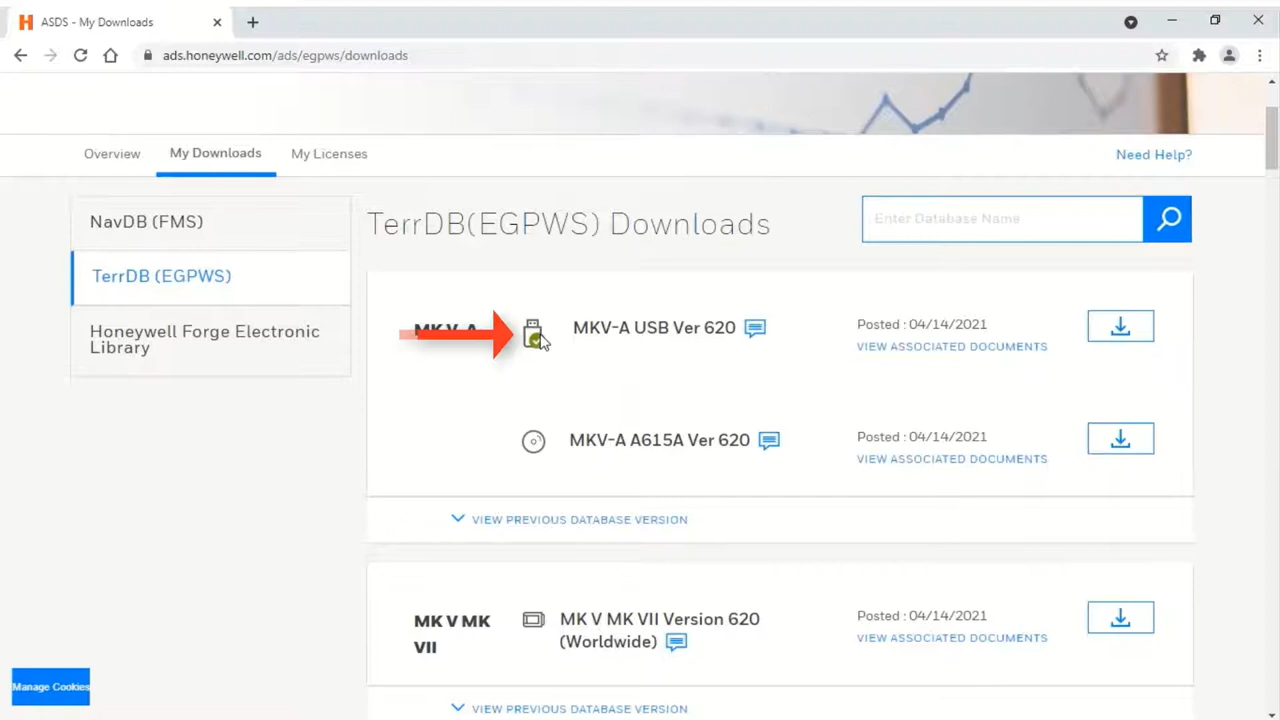 ASDS - My Downloads
ads.honeywell.com/ads/egpws/downloads
Overview My Downloads My Licenses Need Help?
NavDB (FMS)
TerrDB (EGPWS)
Honeywell Forge Electronic
Library
TerrDB(EGPWS) Downloads
Enter Database Name
MKV-A
MKV-A USB Ver 620
Posted : 04/14/2021
VIEW ASSOCIATED DOCUMENTS
MKV-A A615A Ver 620
Posted : 04/14/2021
VIEW ASSOCIATED DOCUMENTS
VIEW PREVIOUS DATABASE VERSION
MK V MK
VII
MK V MK VII Version 620
(Worldwide)
Posted : 04/14/2021
VIEW ASSOCIATED DOCUMENTS
VIEW PREVIOUS DATABASE VERSION
Manage Cookies